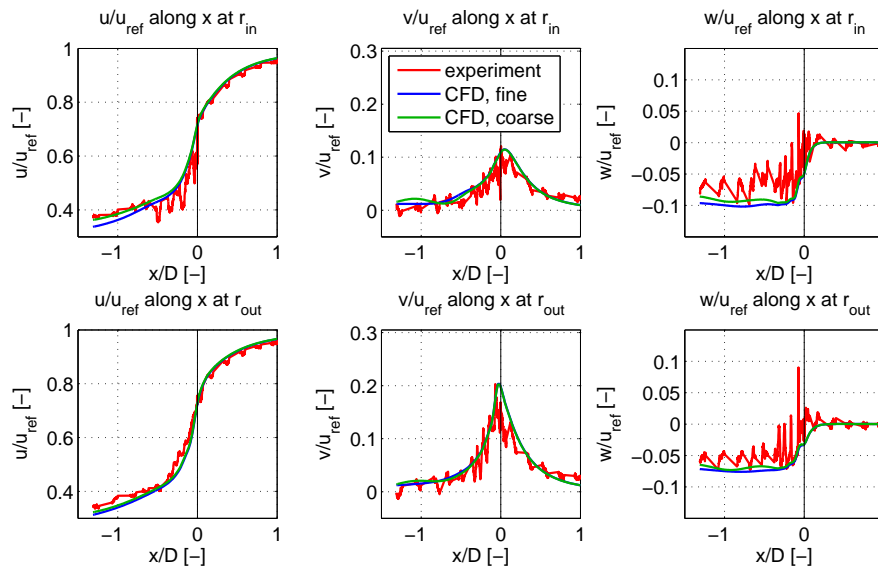 u/u_ref along x at r_in
v/u_ref along x at r_in
w/u_ref along x at r_in
1
0.8
0.6
0.4
u/u_ref [−]
−1
0
1
x/D [−]
0.3
0.2
0.1
0
v/u_ref [−]
experiment
CFD, fine
CFD, coarse
−1
0
1
x/D [−]
0.1
0.05
0
−0.05
−0.1
w/u_ref [−]
−1
0
x/D [−]
u/u_ref along x at r_out
v/u_ref along x at r_out
w/u_ref along x at r_out
1
0.8
0.6
0.4
u/u_ref [−]
−1
0
1
x/D [−]
0.3
0.2
0.1
0
v/u_ref [−]
−1
0
1
x/D [−]
0.1
0.05
0
−0.05
−0.1
w/u_ref [−]
−1
0
x/D [−]